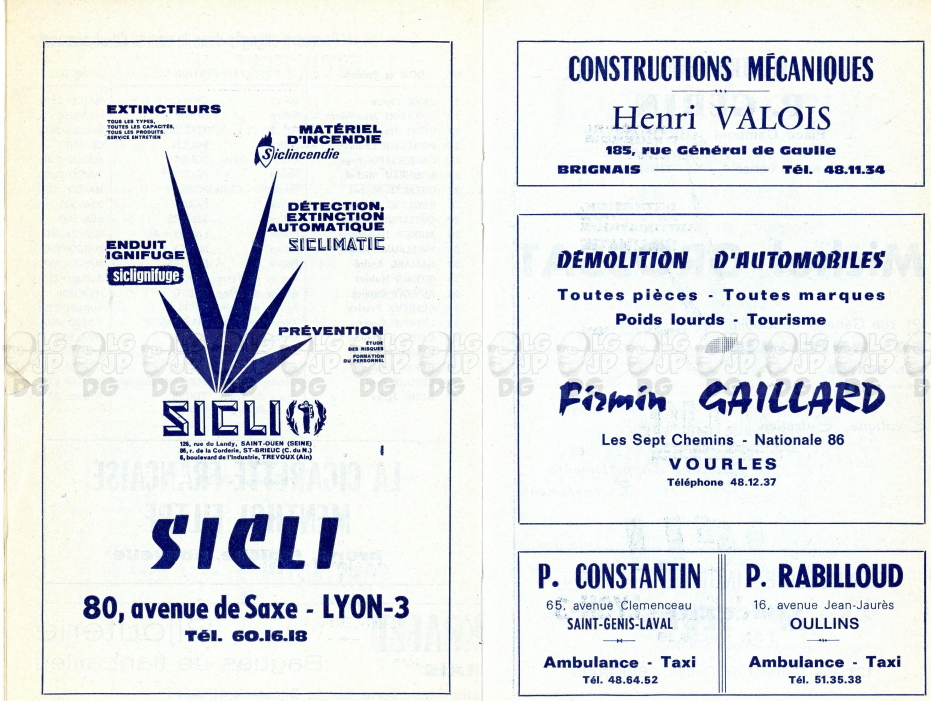 EXTINCTEURS
TOUS LES TYPES,
TOUTES LES CAPACITÉS,
TOUS LES PRODUITS.
SERVICE ENTRETIEN
MATÉRIEL
D'INCENDIE
Siclincendie
DÉTECTION,
EXTINCTION
AUTOMATIQUE
SICLIMATIC
ENDUIT
IGNIFUGE
siclignifuge
PRÉVENTION
ÉTUDE
DES RISQUES
FORMATION
DU PERSONNEL
SICLI
126, rue du Landy, SAINT-OUEN (SEINE)
86, r. de la Corderie, ST-BRIEUC (C. du N.)
6, boulevard de l'Industrie, TREVOUX (Ain)
SICLI
80, avenue de Saxe - LYON-3
Tél. 60.16.18
CONSTRUCTIONS MÉCANIQUES
Henri VALOIS
185, rue Général de Gaulle
BRIGNAIS Tél. 48.11.34
DÉMOLITION D'AUTOMOBILES
Toutes pièces - Toutes marques
Poids lourds - Tourisme
Firmin GAILLARD
Les Sept Chemins - Nationale 86
VOURLES
Téléphone 48.12.37
P. CONSTANTIN
65, avenue Clemenceau
SAINT-GENIS-LAVAL
Ambulance - Taxi
Tél. 48.64.52
P. RABILLOUD
16, avenue Jean-Jaurès
OULLINS
Ambulance - Taxi
Tél. 51.35.38